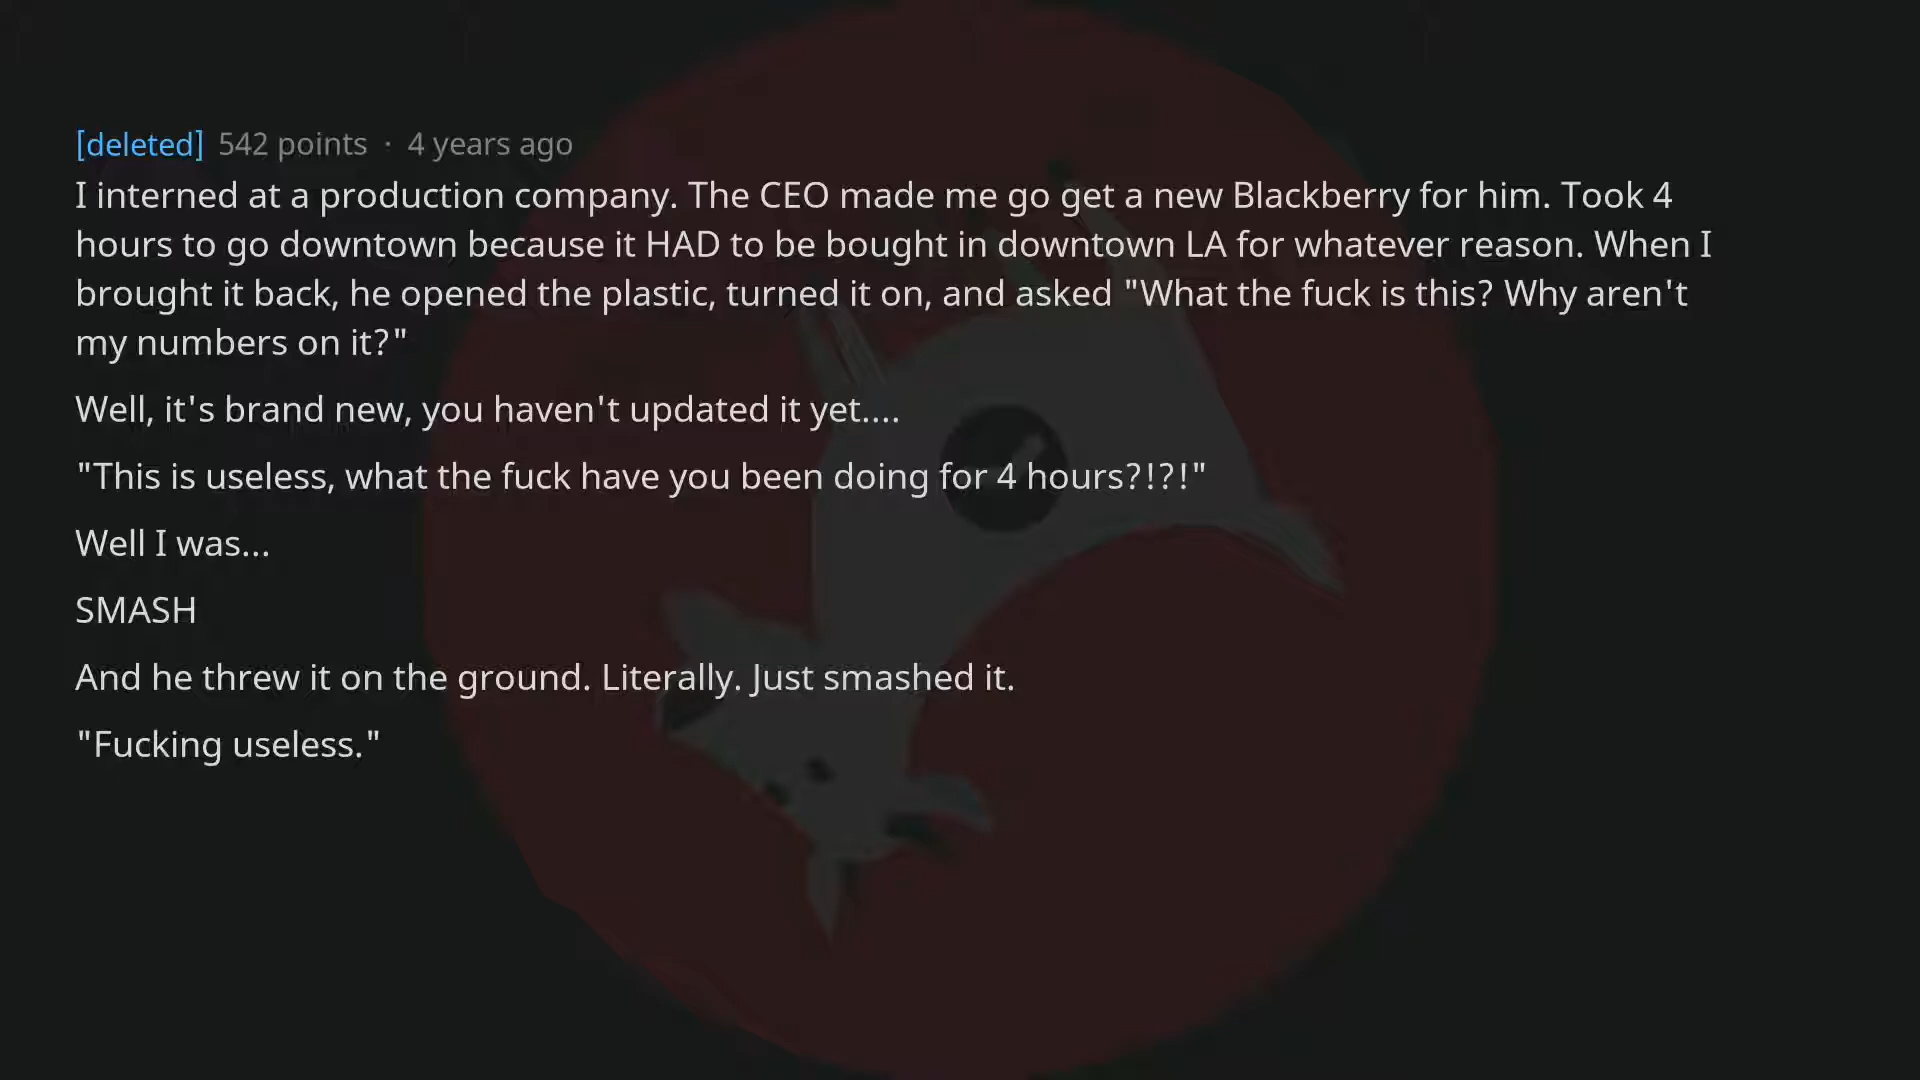 [deleted] 542 points · 4 years ago
I interned at a production company. The CEO made me go get a new Blackberry for him. Took 4
hours to go downtown because it HAD to be bought in downtown LA for whatever reason. When I
brought it back, he opened the plastic, turned it on, and asked "What the fuck is this? Why aren't
my numbers on it?"
Well, it's brand new, you haven't updated it yet....
"This is useless, what the fuck have you been doing for 4 hours?!?!"
Well I was...
SMASH
And he threw it on the ground. Literally. Just smashed it.
"Fucking useless."